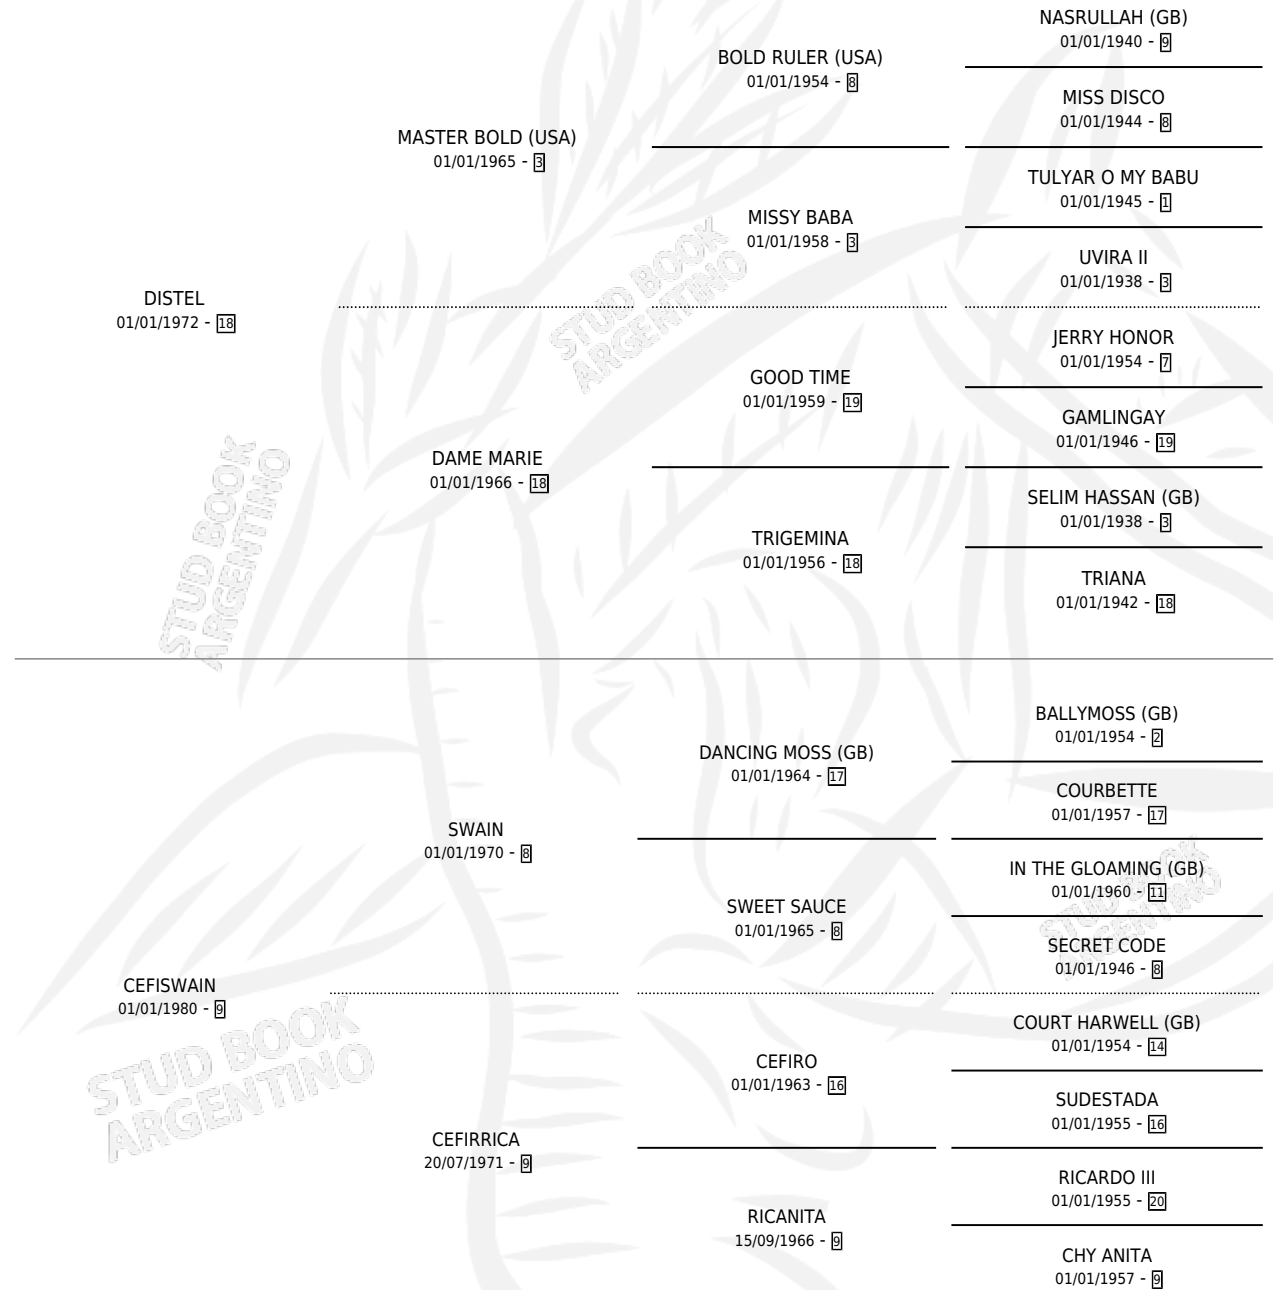 NASRULLAH (GB)
01/01/1940 - 9
BOLD RULER (USA)
01/01/1954 - 8
MISS DISCO
01/01/1944 - 8
MASTER BOLD (USA)
01/01/1965 - 3
TULYAR O MY BABU
01/01/1945 - 1
MISSY BABA
01/01/1958 - 3
UVIRA II
01/01/1938 - 3
DISTEL
01/01/1972 - 18
JERRY HONOR
01/01/1954 - 7
GOOD TIME
01/01/1959 - 19
GAMLINGAY
01/01/1946 - 19
DAME MARIE
01/01/1966 - 18
SELIM HASSAN (GB)
01/01/1938 - 3
TRIGEMINA
01/01/1956 - 18
TRIANA
01/01/1942 - 18
BALLYMOSS (GB)
01/01/1954 - 2
DANCING MOSS (GB)
01/01/1964 - 17
COURBETTE
01/01/1957 - 17
SWAIN
01/01/1970 - 8
IN THE GLOAMING (GB)
01/01/1960 - 11
SWEET SAUCE
01/01/1965 - 8
SECRET CODE
01/01/1946 - 8
CEFISWAIN
01/01/1980 - 9
COURT HARWELL (GB)
01/01/1954 - 14
CEFIRO
01/01/1963 - 16
SUDESTADA
01/01/1955 - 16
CEFIRRICA
20/07/1971 - 9
RICARDO III
01/01/1955 - 20
RICANITA
15/09/1966 - 9
CHY ANITA
01/01/1957 - 9
STUD BOOK
ARGENTINO
STUD BOOK
ARGENTINO
STUD BOOK
ARGENTINO
STUD BOOK
ARGENTINO